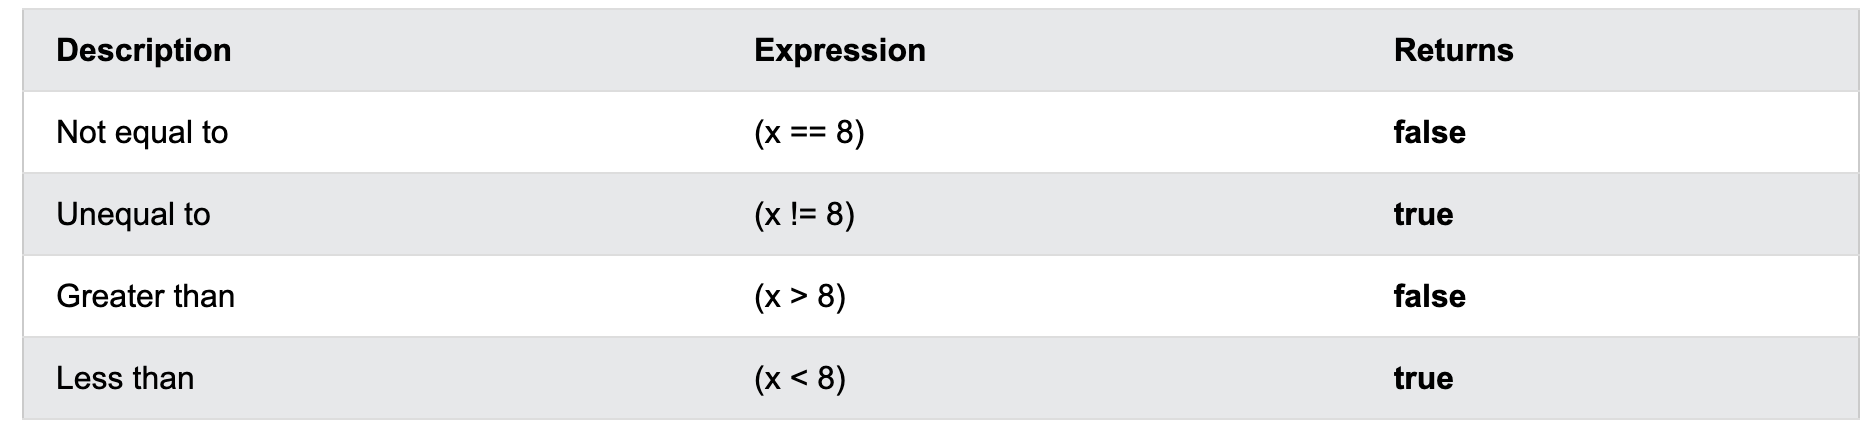 Description Expression Returns
Not equal to (x == 8) false
Unequal to (x != 8) true
Greater than (x > 8) false
Less than (x < 8) true